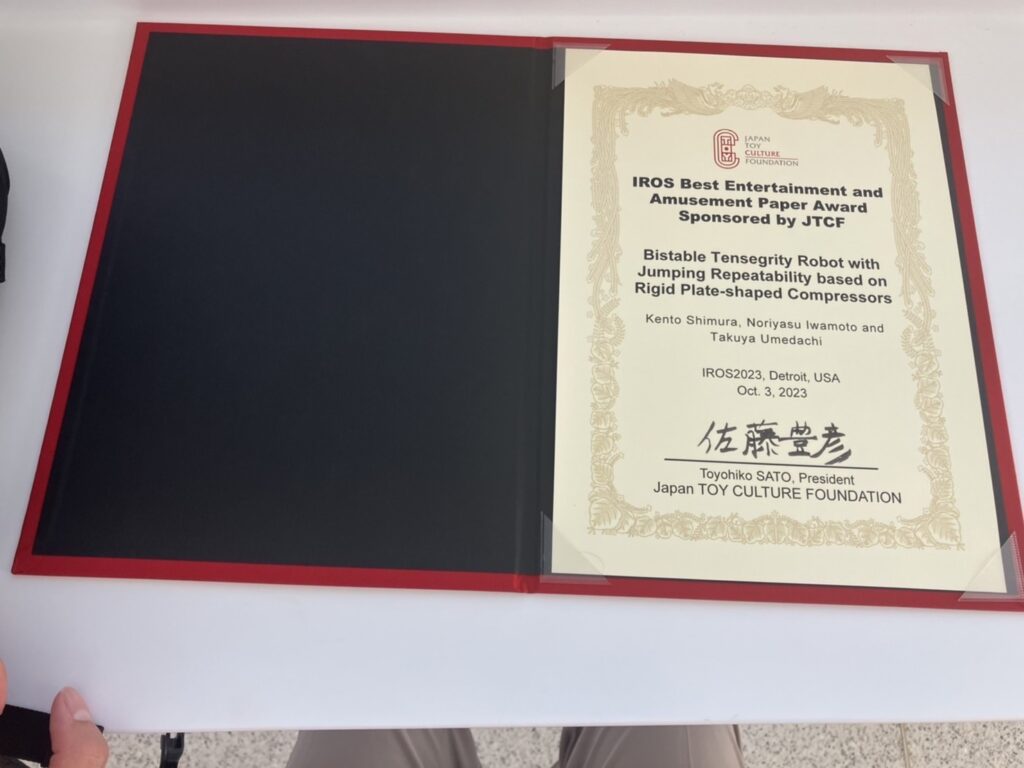 JAPAN
TOY
CULTURE
FOUNDATION
IROS Best Entertainment and
Amusement Paper Award
Sponsored by JTCF
Bistable Tensegrity Robot with
Jumping Repeatability based on
Rigid Plate-shaped Compressors
Kento Shimura, Noriyasu Iwamoto and
Takuya Umedachi
IROS2023, Detroit, USA
Oct. 3, 2023
佐藤豊彦
Toyohiko SATO, President
Japan TOY CULTURE FOUNDATION